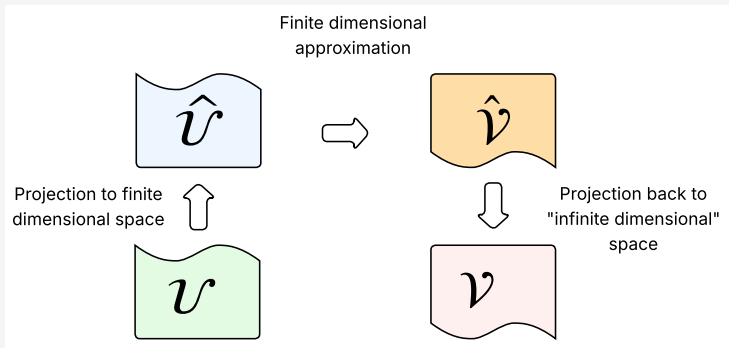 Finite dimensional
approximation
𝒰̂
𝒱̂
Projection to finite
dimensional space
Projection back to
"infinite dimensional"
space
𝒰
𝒱